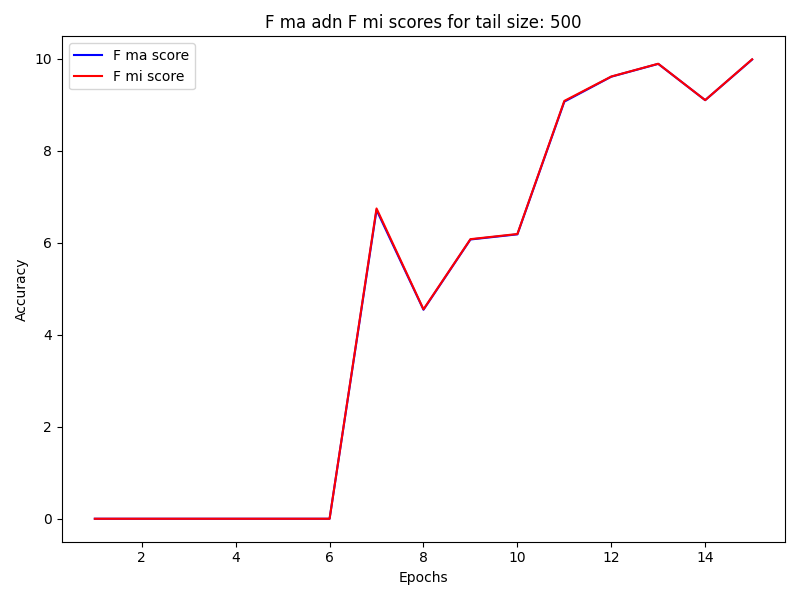 F ma adn F mi scores for tail size: 500
F ma score
F mi score
10
8
6
4
2
0
Accuracy
2 4 6 8 10 12 14
Epochs